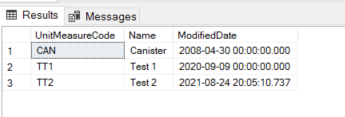 Results Messages
UnitMeasureCode Name ModifiedDate
1 CAN Canister 2008-04-30 00:00:00.000
2 TT1 Test 1 2020-09-09 00:00:00.000
3 TT2 Test 2 2021-08-24 20:05:10.737